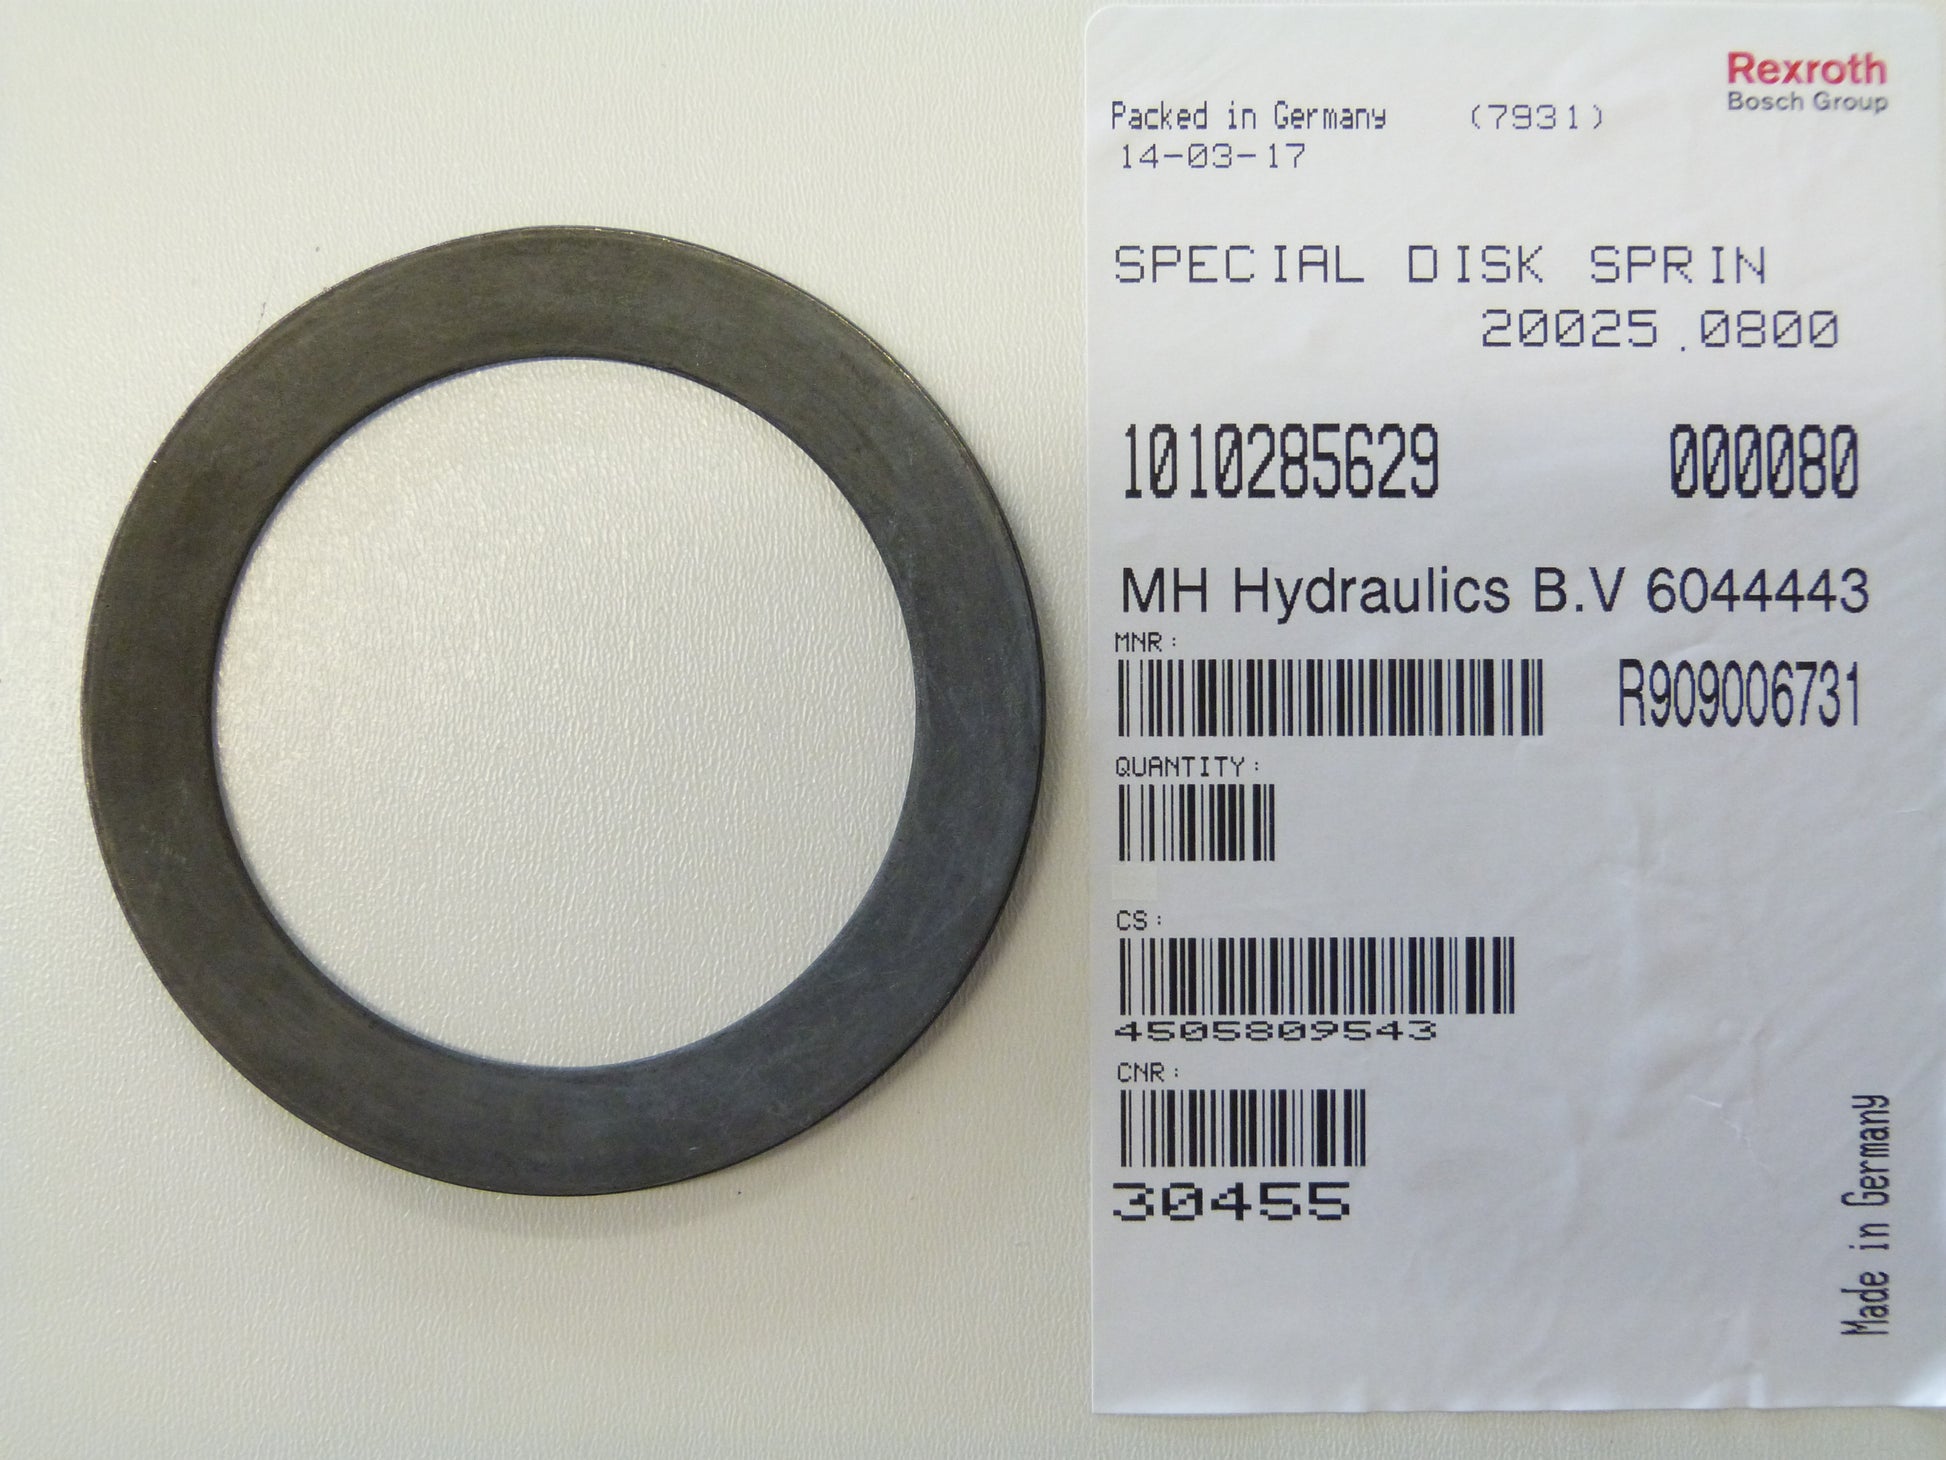 Rexroth
Bosch Group
Packed in Germany (7931)
14-03-17
SPECIAL DISK SPRIN
20025.0800
1010285629 000080
MH Hydraulics B.V 6044443
MNR:
R909006731
QUANTITY:
CS:
4505809543
CNR:
30455
Made in Germany